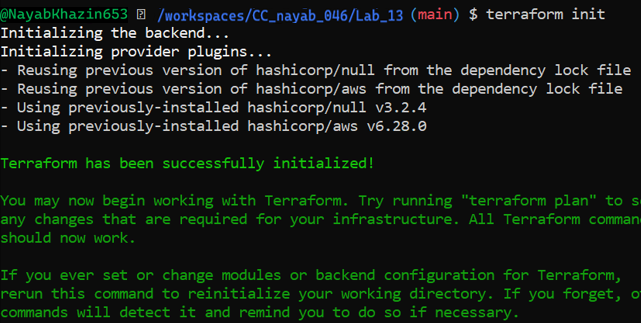 @NayabKhazin653 /workspaces/CC_nayab_046/Lab_13 (main) $ terraform init
Initializing the backend...
Initializing provider plugins...
- Reusing previous version of hashicorp/null from the dependency lock file
- Reusing previous version of hashicorp/aws from the dependency lock file
- Using previously-installed hashicorp/null v3.2.4
- Using previously-installed hashicorp/aws v6.28.0
Terraform has been successfully initialized!
You may now begin working with Terraform. Try running "terraform plan" to
any changes that are required for your infrastructure. All Terraform
should now work.
If you ever set or change modules or backend configuration for Terraform,
rerun this command to reinitialize your working directory. If you forget,
commands will detect it and remind you to do so if necessary.